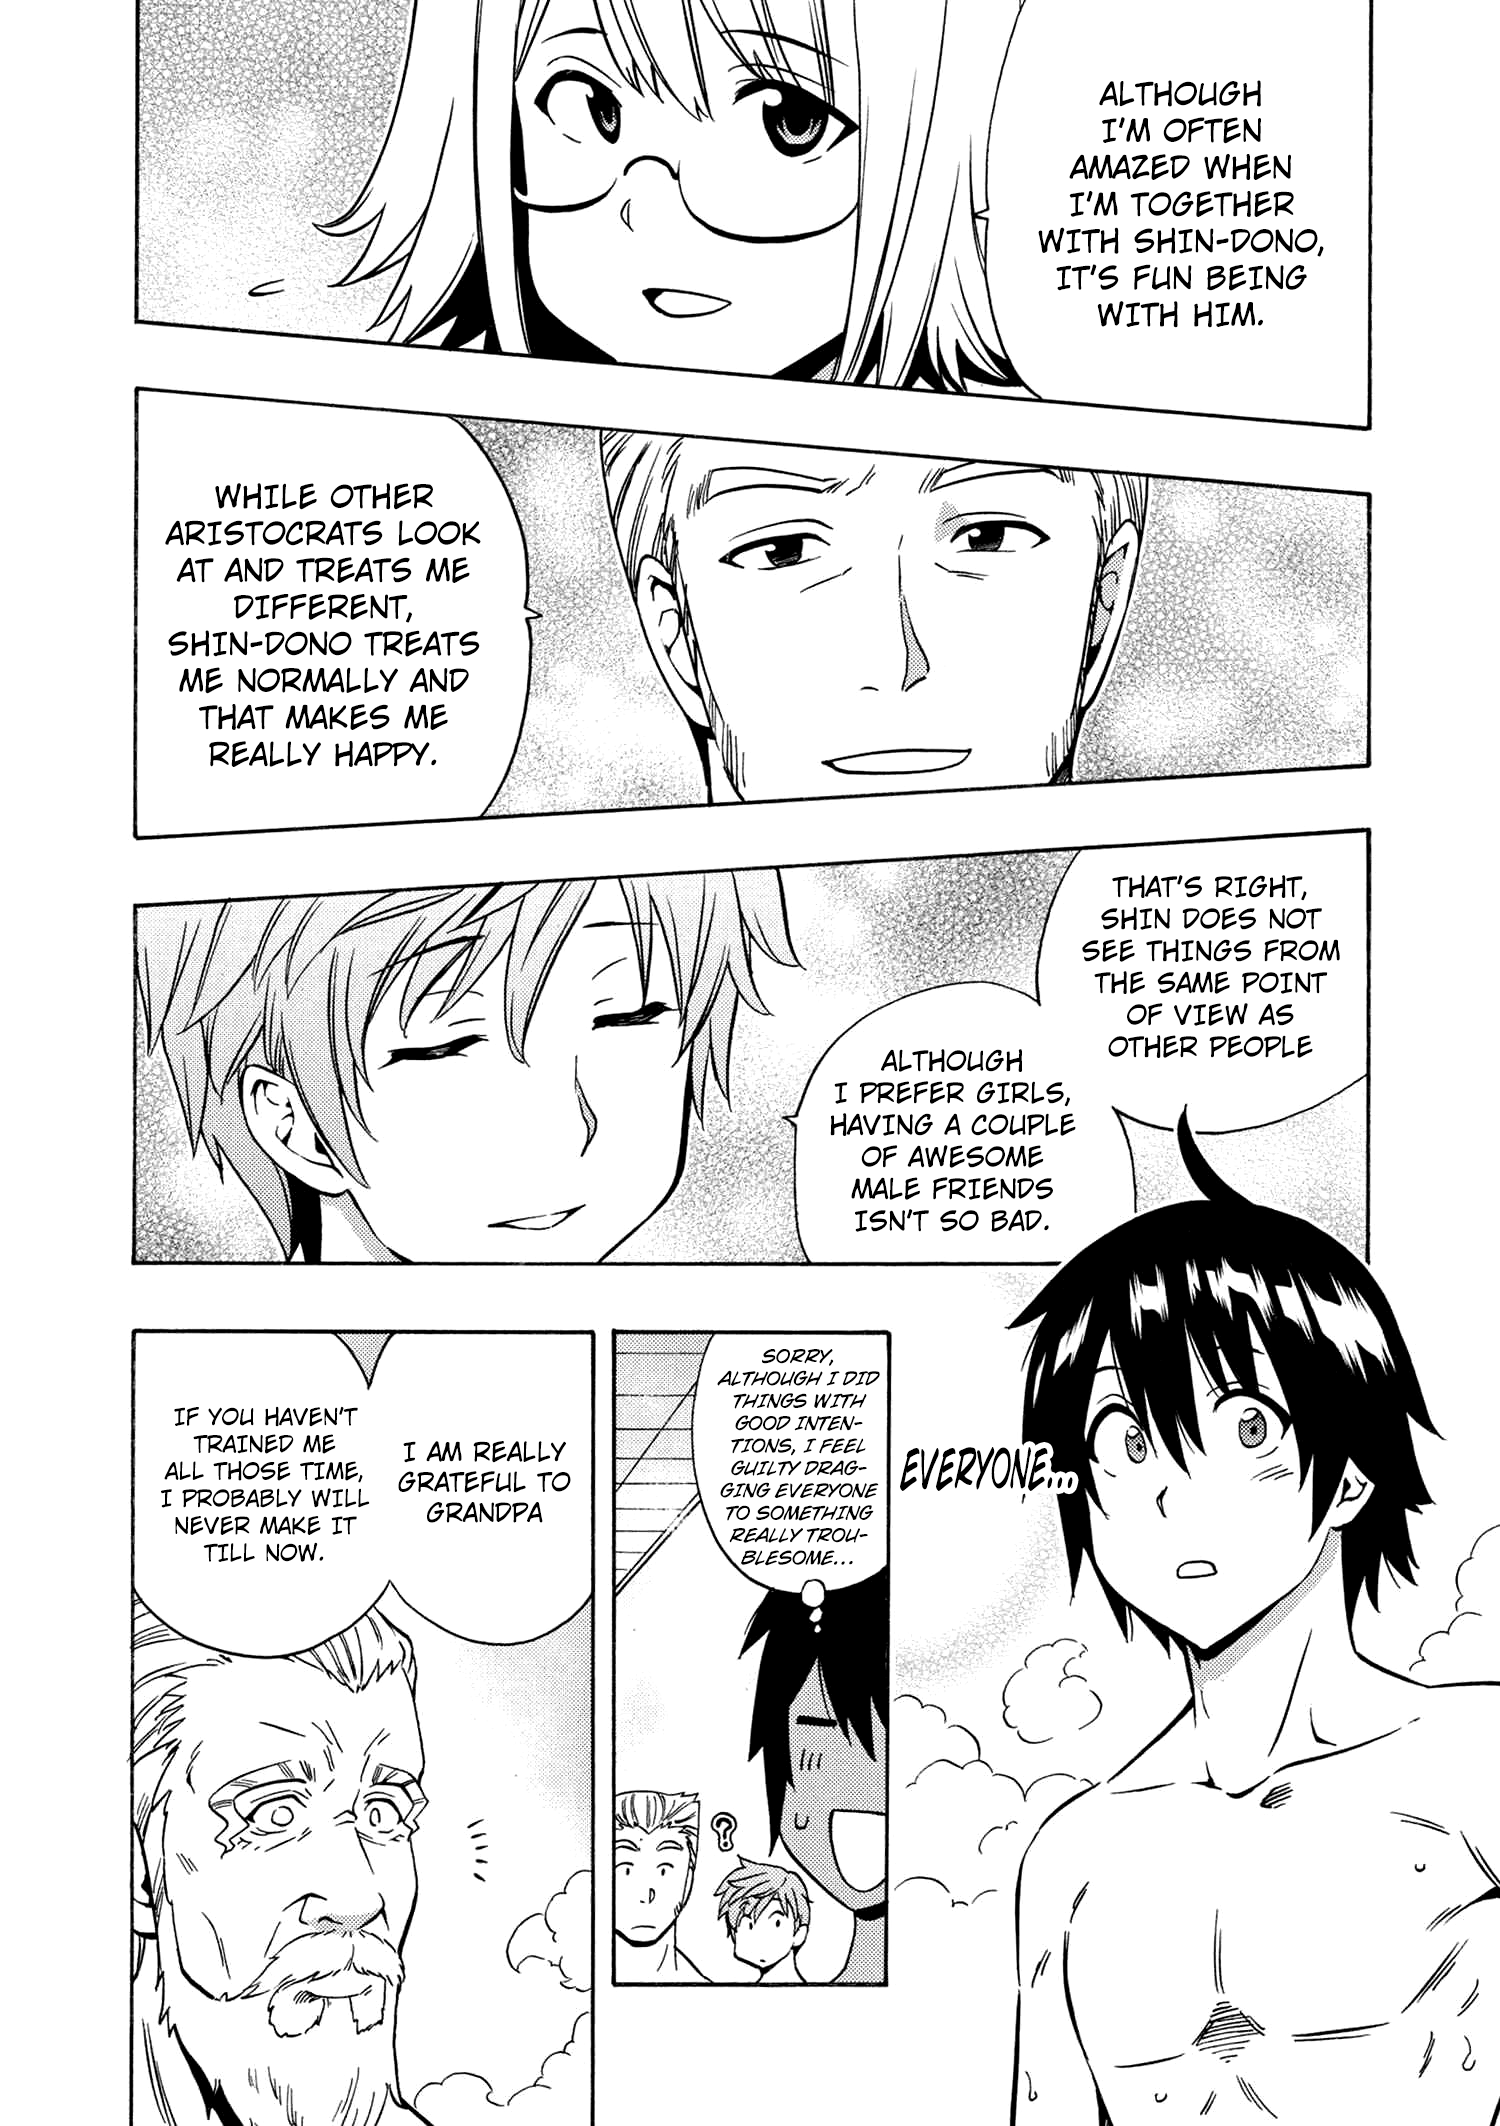 ALTHOUGH
I'M OFTEN
AMAZED WHEN
I'M TOGETHER
WITH SHIN-DONO,
IT'S FUN BEING
WITH HIM.
WHILE OTHER
ARISTOCRATS LOOK
AT AND TREATS ME
DIFFERENT,
SHIN-DONO TREATS
ME NORMALLY AND
THAT MAKES ME
REALLY HAPPY.
THAT'S RIGHT,
SHIN DOES NOT
SEE THINGS FROM
THE SAME POINT
OF VIEW AS
OTHER PEOPLE
ALTHOUGH
I PREFER GIRLS,
HAVING A COUPLE
OF AWESOME
MALE FRIENDS
ISN'T SO BAD.
EVERYONE...
SORRY,
ALTHOUGH I DID
THINGS WITH
GOOD INTEN-
TIONS, I FEEL
GUILTY DRAG-
GING EVERYONE
TO SOMETHING
REALLY TROU-
BLESOME...
?
I AM REALLY
GRATEFUL TO
GRANDPA
IF YOU HAVEN'T
TRAINED ME
ALL THOSE TIME,
I PROBABLY WILL
NEVER MAKE IT
TILL NOW.